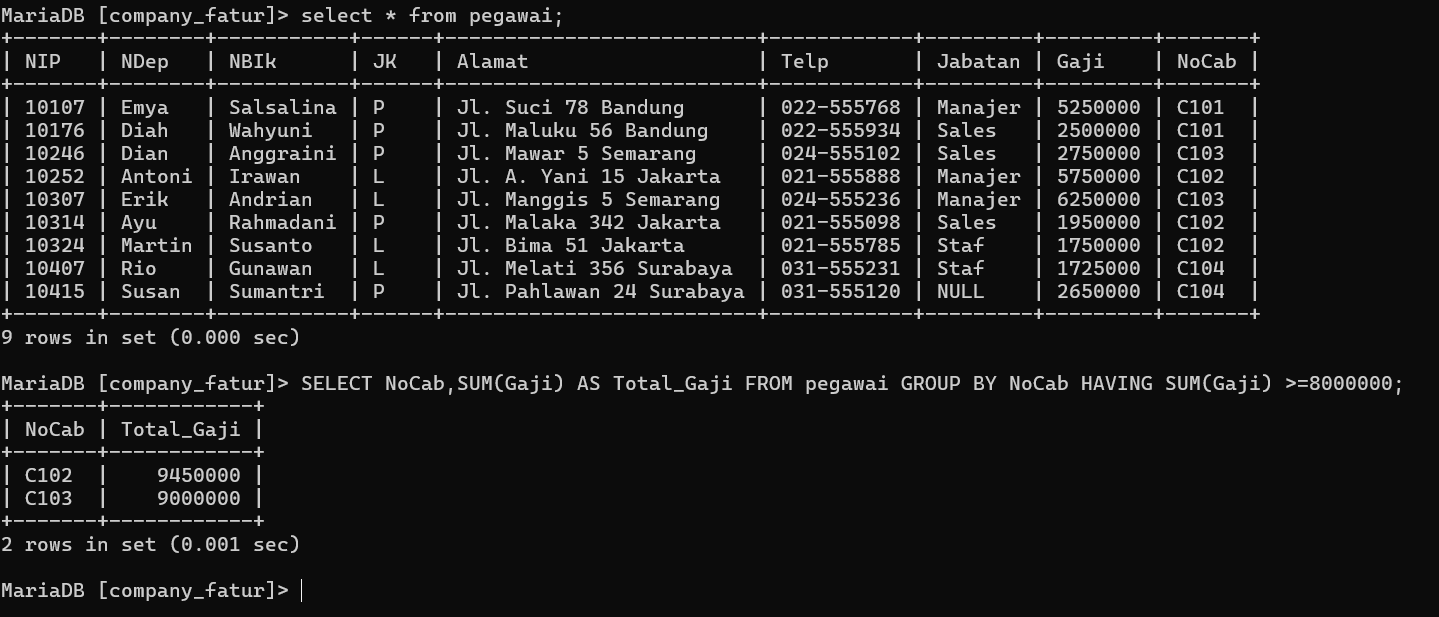 MariaDB [company_fatur]> select * from pegawai;
+-------+--------+-----------+------+--------------------------+------------+---------+---------+-------+
| NIP   | NDep   | NBIk      | JK   | Alamat                   | Telp       | Jabatan | Gaji    | NoCab |
+-------+--------+-----------+------+--------------------------+------------+---------+---------+-------+
| 10107 | Emya   | Salsalina | P    | Jl. Suci 78 Bandung      | 022-555768 | Manajer | 5250000 | C101  |
| 10176 | Diah   | Wahyuni   | P    | Jl. Maluku 56 Bandung    | 022-555934 | Sales   | 2500000 | C101  |
| 10246 | Dian   | Anggraini | P    | Jl. Mawar 5 Semarang     | 024-555102 | Sales   | 2750000 | C103  |
| 10252 | Antoni | Irawan    | L    | Jl. A. Yani 15 Jakarta   | 021-555888 | Manajer | 5750000 | C102  |
| 10307 | Erik   | Andrian   | L    | Jl. Manggis 5 Semarang   | 024-555236 | Manajer | 6250000 | C103  |
| 10314 | Ayu    | Rahmadani | P    | Jl. Malaka 342 Jakarta   | 021-555098 | Sales   | 1950000 | C102  |
| 10324 | Martin | Susanto   | L    | Jl. Bima 51 Jakarta      | 021-555785 | Staf    | 1750000 | C102  |
| 10407 | Rio    | Gunawan   | L    | Jl. Melati 356 Surabaya  | 031-555231 | Staf    | 1725000 | C104  |
| 10415 | Susan  | Sumantri  | P    | Jl. Pahlawan 24 Surabaya | 031-555120 | NULL    | 2650000 | C104  |
+-------+--------+-----------+------+--------------------------+------------+---------+---------+-------+
9 rows in set (0.000 sec)
MariaDB [company_fatur]> SELECT NoCab,SUM(Gaji) AS Total_Gaji FROM pegawai GROUP BY NoCab HAVING SUM(Gaji) >=8000000;
+-------+------------+
| NoCab | Total_Gaji |
+-------+------------+
| C102  |    9450000 |
| C103  |    9000000 |
+-------+------------+
2 rows in set (0.001 sec)
MariaDB [company_fatur]>